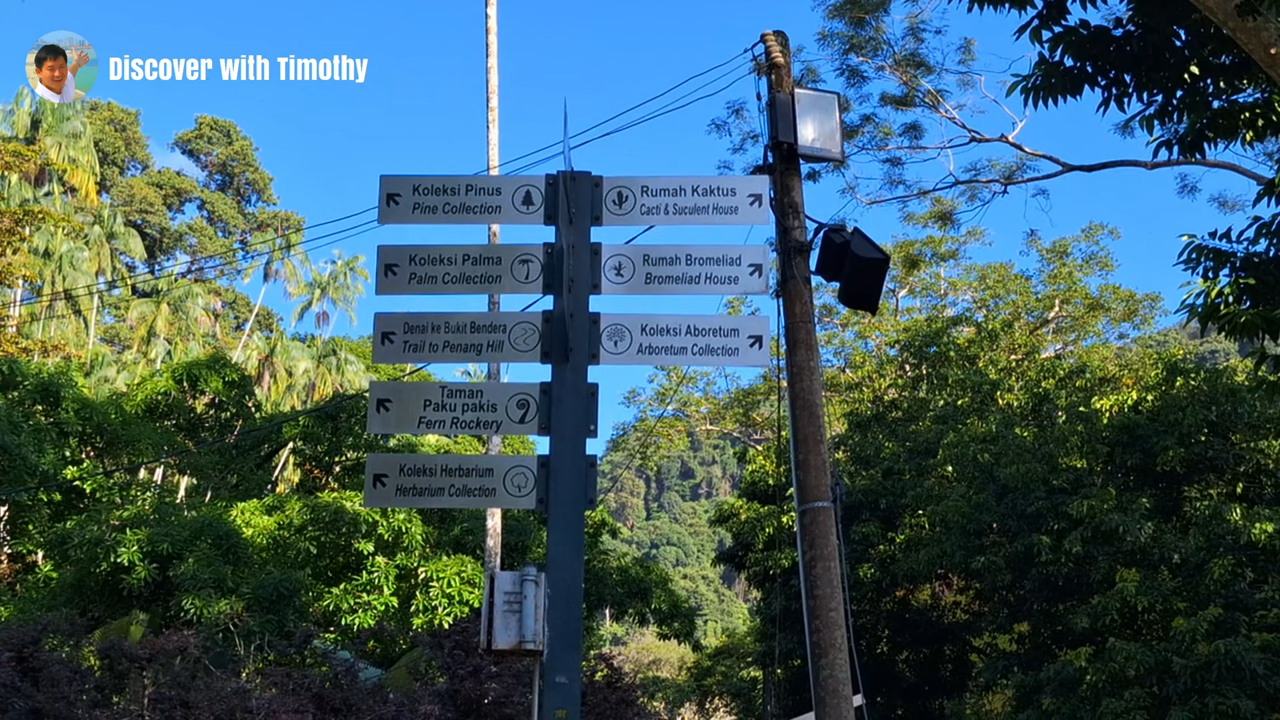 Discover with Timothy
Koleksi Pinus
Pine Collection
Rumah Kaktus
Cacti & Suculent House
Koleksi Palma
Palm Collection
Rumah Bromeliad
Bromeliad House
Denai ke Bukit Bendera
Trail to Penang Hill
Koleksi Aboretum
Arboretum Collection
Taman
Paku pakis
Fern Rockery
Koleksi Herbarium
Herbarium Collection